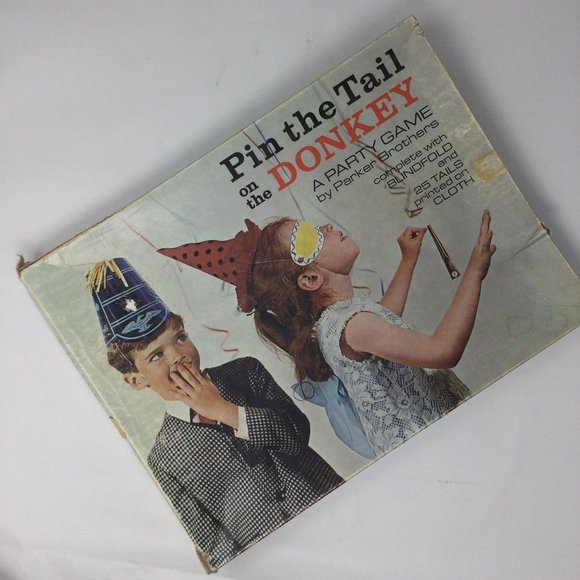 Pin the Tail
on the DONKEY
A PARTY GAME
by Parker Brothers
complete with
BLINDFOLD
and
25 TAILS
printed on
CLOTH